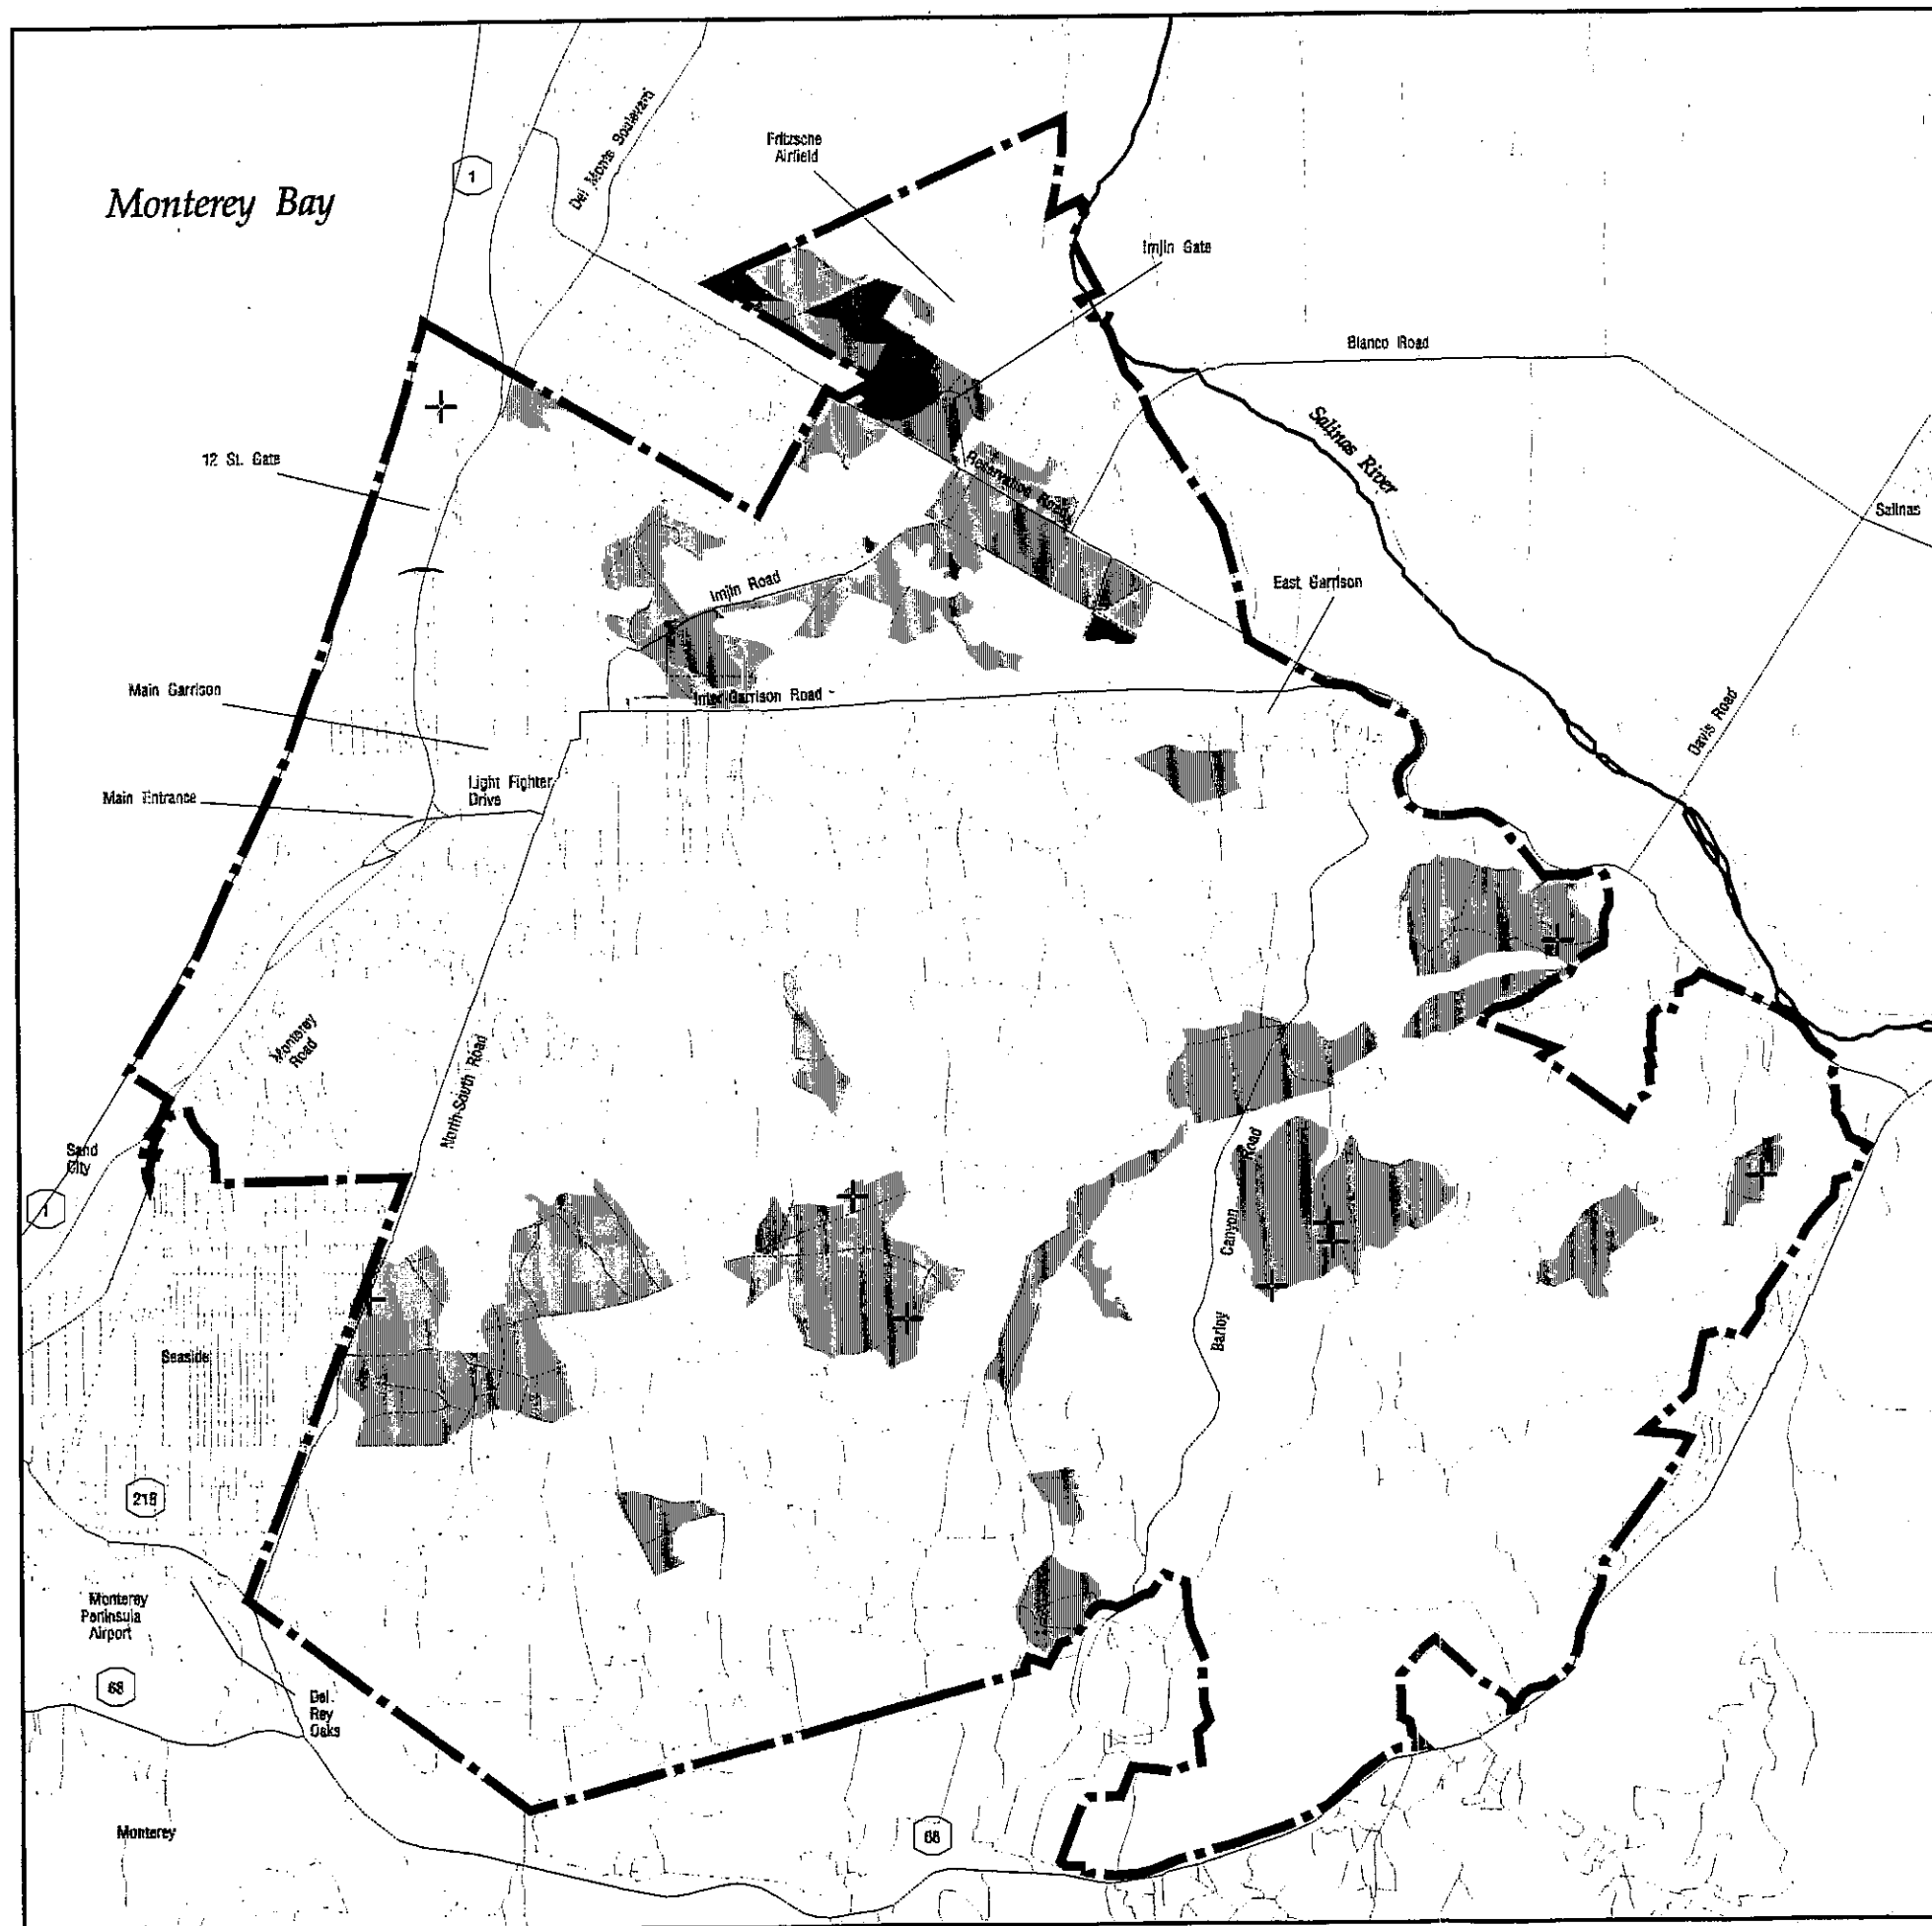 Del Monte Boulevard
Fritzsche
Airfield
1
Monterey Bay
Imjin Gate
Blanco Road
Salinas River
12 St. Gate
Reservation Road
Salinas
Imjin Road
East Garrison
Main Garrison
Inter-Garrison Road
Davis Road
Light Fighter
Drive
Main Entrance
Monterey
Road
North-South Road
Sand
City
1
Barloy Canyon Road
Seaside
218
Monterey
Peninsula
Airport
68
Del
Rey
Oaks
Monterey
68